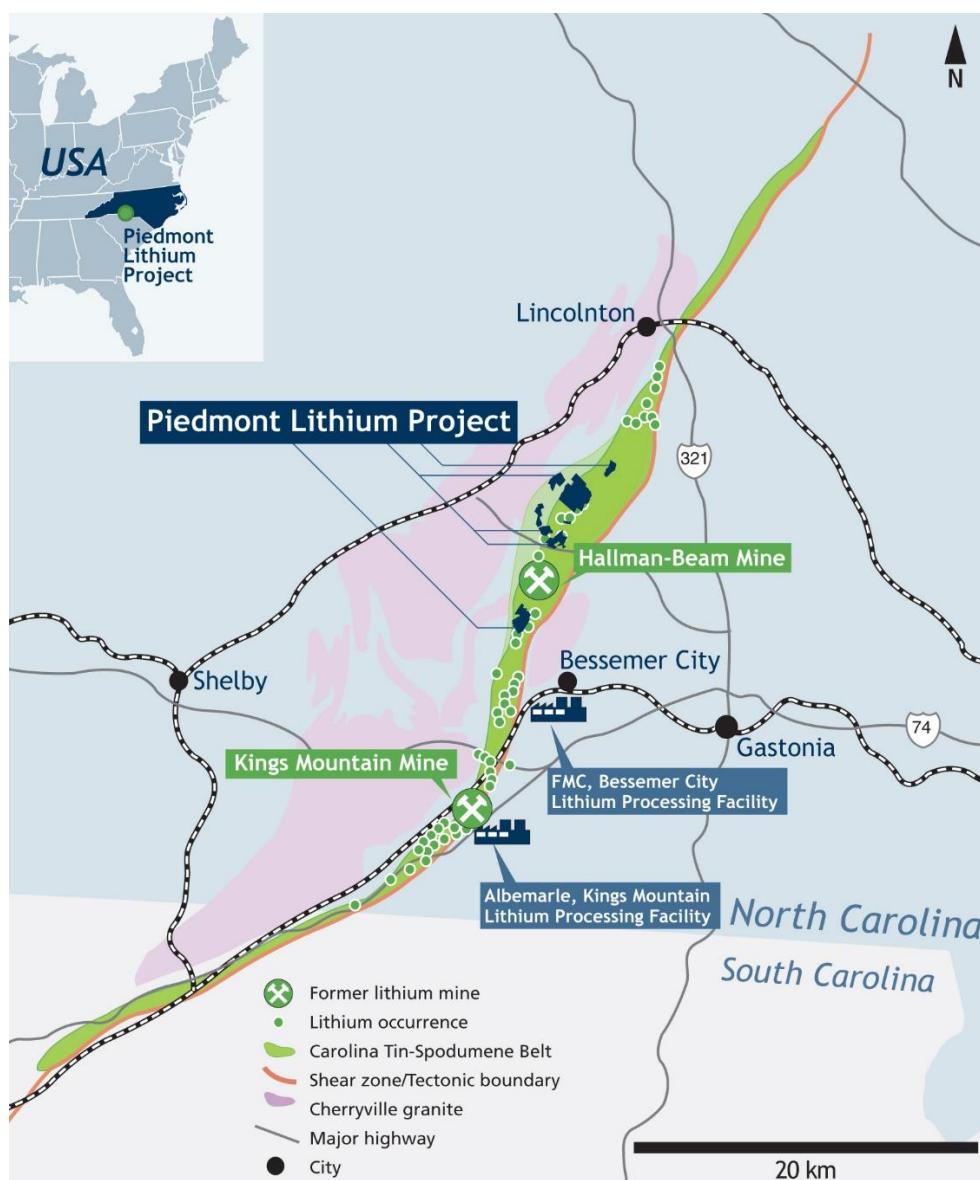 USA
Piedmont
Lithium
Project
N
Lincolnton
Piedmont Lithium Project
321
Hallman-Beam Mine
Bessemer City
Shelby
74
Gastonia
Kings Mountain Mine
FMC, Bessemer City
Lithium Processing Facility
Albemarle, Kings Mountain
Lithium Processing Facility
North Carolina
South Carolina
Former lithium mine
Lithium occurrence
Carolina Tin-Spodumene Belt
Shear zone/Tectonic boundary
Cherryville granite
Major highway
City
20 km